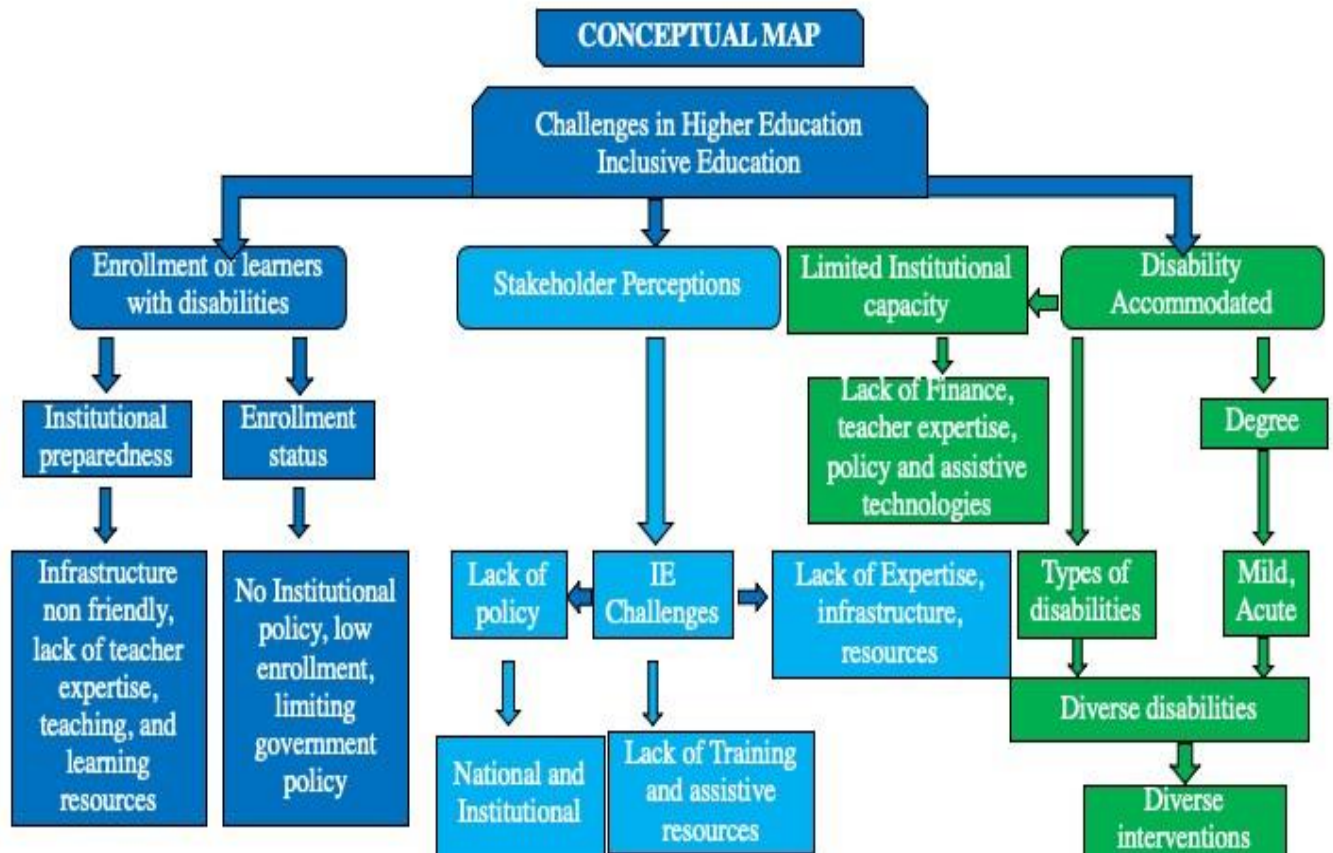 CONCEPTUAL MAP
Challenges in Higher Education
Inclusive Education
Enrollment of learners
with disabilities
Stakeholder Perceptions
Limited Institutional
capacity
Disability
Accommodated
Institutional
preparedness
Enrollment
status
Lack of Finance,
teacher expertise,
policy and assistive
technologies
Degree
Infrastructure
non friendly,
lack of teacher
expertise,
teaching, and
learning
resources
No Institutional
policy, low
enrollment,
limiting
government
policy
Lack of
policy
IE
Challenges
Lack of Expertise,
infrastructure,
resources
Types of
disabilities
Mild,
Acute
National and
Institutional
Lack of Training
and assistive
resources
Diverse disabilities
Diverse
interventions